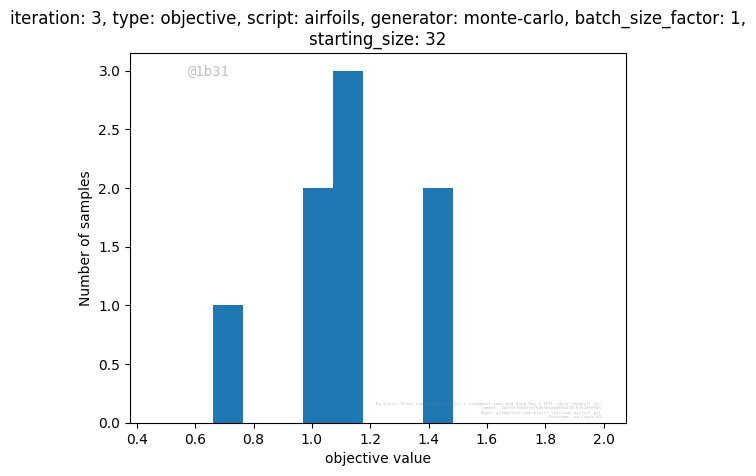 iteration: 3, type: objective, script: airfoils, generator: monte-carlo, batch_size_factor: 1,
starting_size: 32
@1b31
3.0
2.5
2.0
1.5
1.0
0.5
0.0
Number of samples
0.4 0.6 0.8 1.0 1.2 1.4 1.6 1.8 2.0
objective value